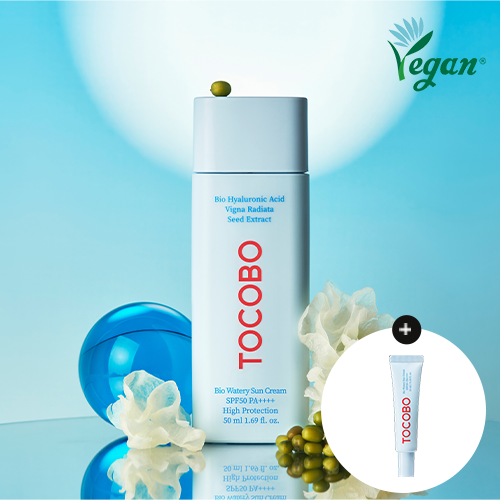 Vegan®
Bio Hyaluronic Acid
Vigna Radiata
Seed Extract
TOCOBO
Bio Watery Sun Cream
SPF50 PA++++
High Protection
50 ml 1.69 fl. oz.
+
TOCOBO